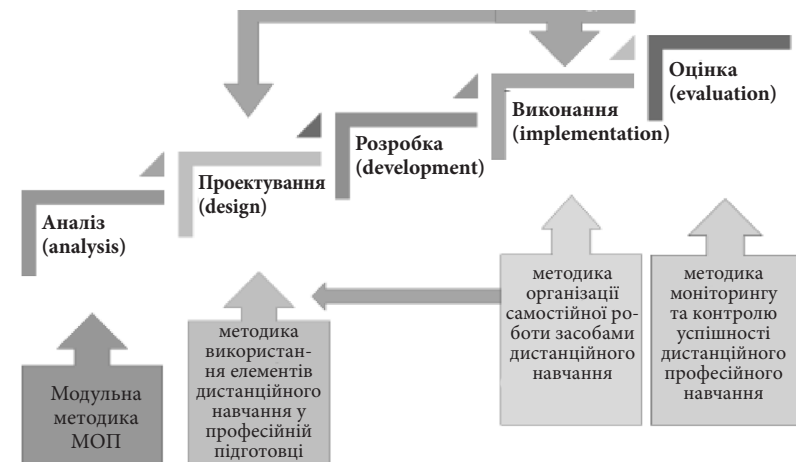 Оцінка
(evaluation)
Виконання
(implementation)
Розробка
(development)
Проектування
(design)
Аналіз
(analysis)
Модульна
методика
МОП
методика
використан-
ня елементів
дистанційного
навчання у
професійній
підготовці
методика
організації
самостійної ро-
боти засобами
дистанційного
навчання
методика
моніторингу
та контролю
успішності
дистанційного
професійного
навчання